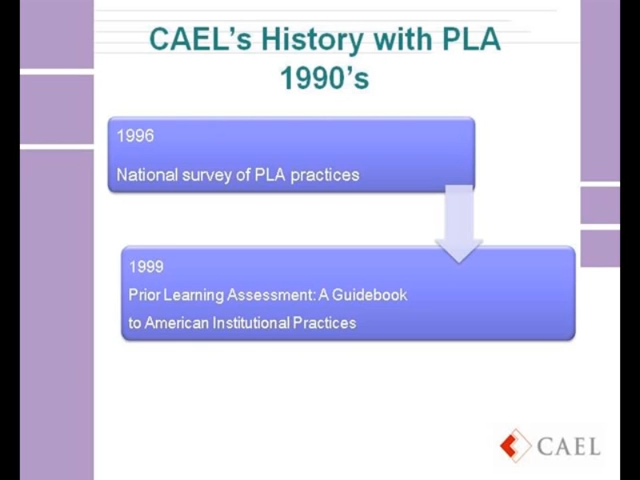 CAEL's History with PLA
1990's
1996
National survey of PLA practices
1999
Prior Learning Assessment: A Guidebook
to American Institutional Practices
CAEL